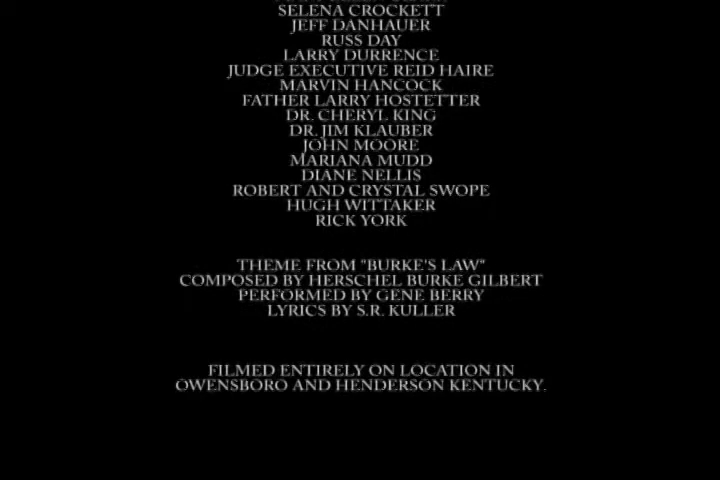 SELENA CROCKETT
JEFF DANHAUER
RUSS DAY
LARRY DURRENCE
JUDGE EXECUTIVE REID HAIRE
MARVIN HANCOCK
FATHER LARRY HOSTETTER
DR. CHERYL KING
DR. JIM KLAUBER
JOHN MOORE
MARIANA MUDD
DIANE NELLIS
ROBERT AND CRYSTAL SWOPE
HUGH WITTAKER
RICK YORK
THEME FROM "BURKE'S LAW"
COMPOSED BY HERSCHEL BURKE GILBERT
PERFORMED BY GENE BERRY
LYRICS BY S.R. KULLER
FILMED ENTIRELY ON LOCATION IN
OWENSBORO AND HENDERSON KENTUCKY.